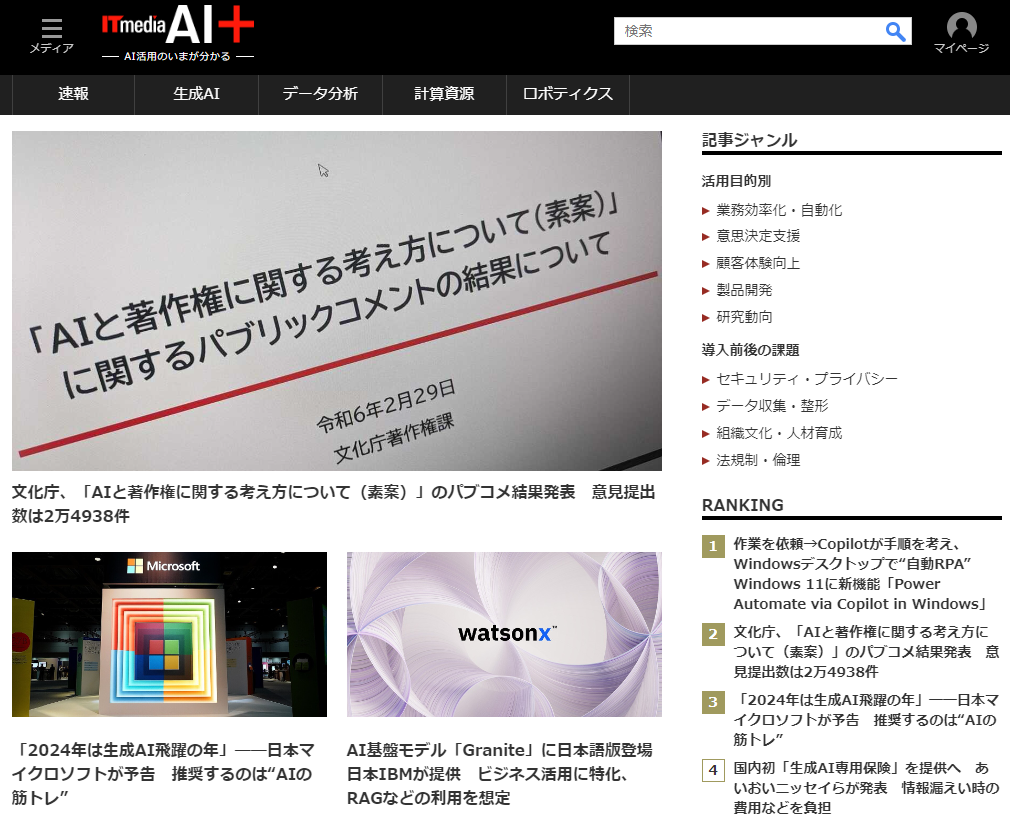 メディア
ITmedia AI+
AI活用のいまが分かる
検索
マイページ
速報
生成AI
データ分析
計算資源
ロボティクス
「AIと著作権に関する考え方について（素案）」
に関するパブリックコメントの結果について
令和6年2月29日
文化庁著作権課
文化庁、「AIと著作権に関する考え方について（素案）」のパブコメ結果発表　意見提出
数は2万4938件
Microsoft
「2024年は生成AI飛躍の年」――日本マ
イクロソフトが予告　推奨するのは“AIの
筋トレ”
watsonx™
AI基盤モデル「Granite」に日本語版登場
日本IBMが提供　ビジネス活用に特化、
RAGなどの利用を想定
記事ジャンル
活用目的別
業務効率化・自動化
意思決定支援
顧客体験向上
製品開発
研究動向
導入前後の課題
セキュリティ・プライバシー
データ収集・整形
組織文化・人材育成
法規制・倫理
RANKING
1 作業を依頼→Copilotが手順を考え、
Windowsデスクトップで“自動RPA”
Windows 11に新機能「Power
Automate via Copilot in Windows」
2 文化庁、「AIと著作権に関する考え方に
ついて（素案）」のパブコメ結果発表　意
見提出数は2万4938件
3 「2024年は生成AI飛躍の年」――日本マ
イクロソフトが予告　推奨するのは“AIの
筋トレ”
4 国内初「生成AI専用保険」を提供へ　あ
いおいニッセイらが発表　情報漏えい時の
費用などを負担